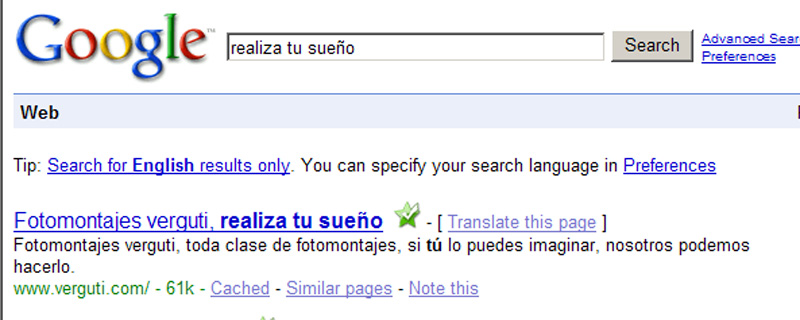 Google™
realiza tu sueño
Search
Advanced Sear
Preferences
Web
Tip: Search for English results only. You can specify your search language in Preferences
Fotomontajes verguti, realiza tu sueño - [ Translate this page ]
Fotomontajes verguti, toda clase de fotomontajes, si tú lo puedes imaginar, nosotros podemos
hacerlo.
www.verguti.com/ - 61k - Cached - Similar pages - Note this